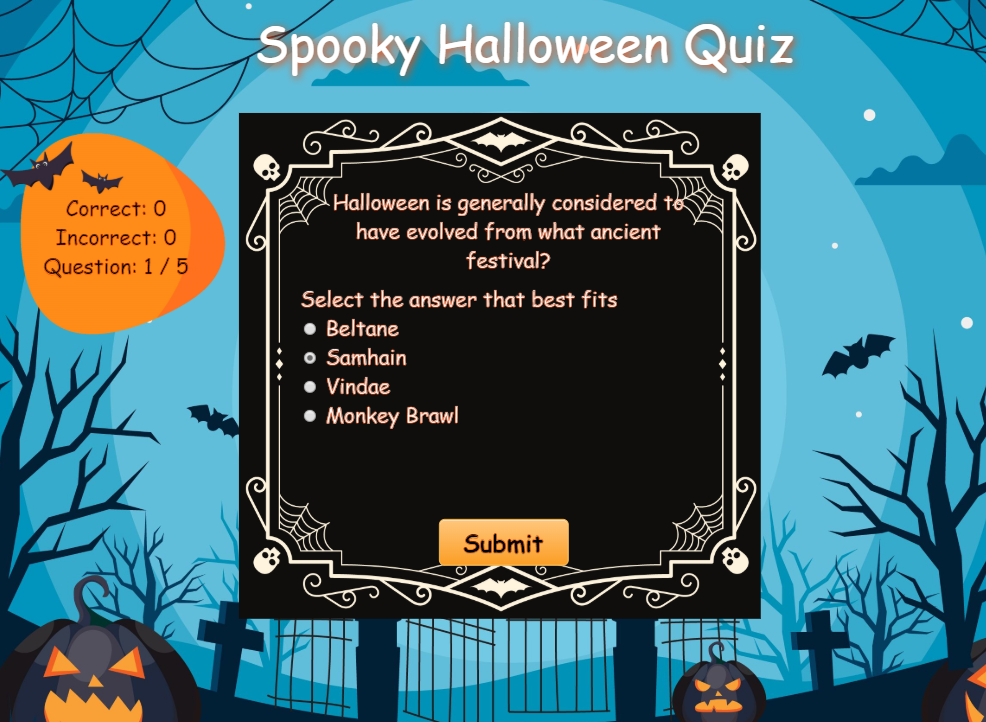 Spooky Halloween Quiz
Correct: 0
Incorrect: 0
Question: 1 / 5
Halloween is generally considered to
have evolved from what ancient
festival?
Select the answer that best fits
Beltane
Samhain
Vindae
Monkey Brawl
Submit